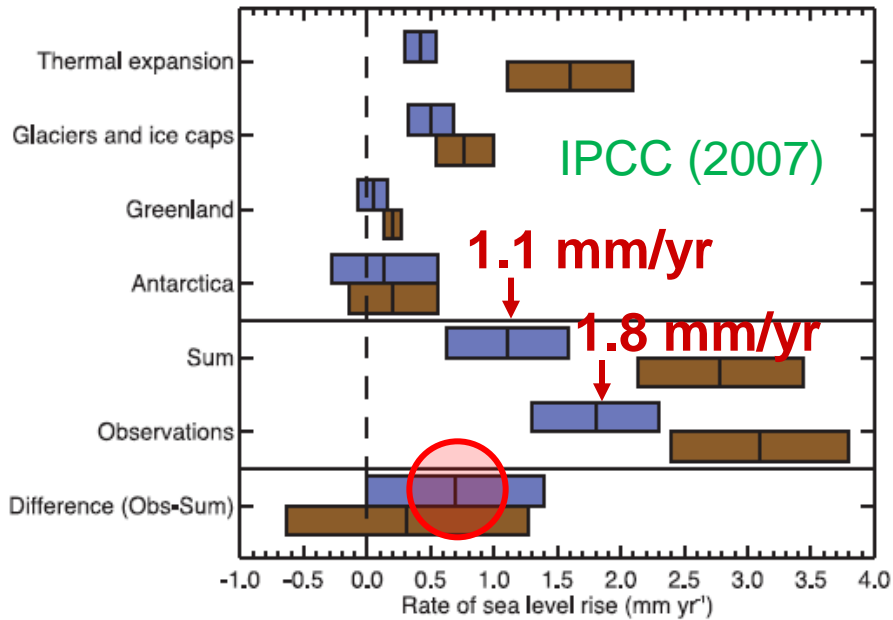 Thermal expansion
Glaciers and ice caps
IPCC (2007)
Greenland
1.1 mm/yr
Antarctica
1.8 mm/yr
Sum
Observations
Difference (Obs-Sum)
-1.0 -0.5 0.0 0.5 1.0 1.5 2.0 2.5 3.0 3.5 4.0
Rate of sea level rise (mm yr⁻¹)